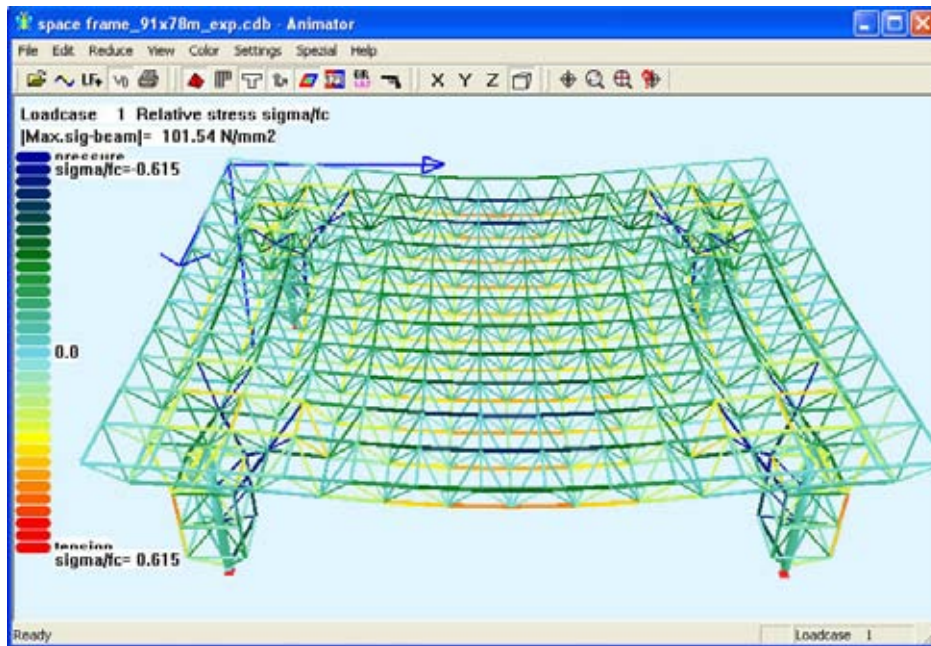 space frame_91x78m_exp.cdb - Animator
File Edit Reduce View Color Settings Spezial Help
LF+ X Y Z
Loadcase 1 Relative stress sigma/fc
|Max.sig-beam|= 101.54 N/mm2
pressure
sigma/fc=-0.615
0.0
tension
sigma/fc= 0.615
Ready Loadcase 1